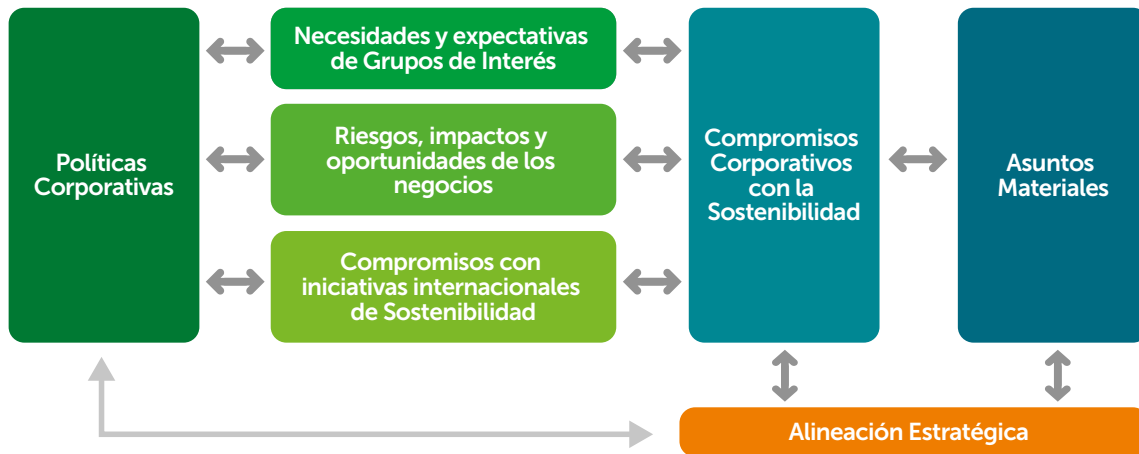 Políticas
Corporativas
Necesidades y expectativas
de Grupos de Interés
Riesgos, impactos y
oportunidades de los
negocios
Compromisos con
iniciativas internacionales
de Sostenibilidad
Compromisos
Corporativos
con la
Sostenibilidad
Asuntos
Materiales
Alineación Estratégica